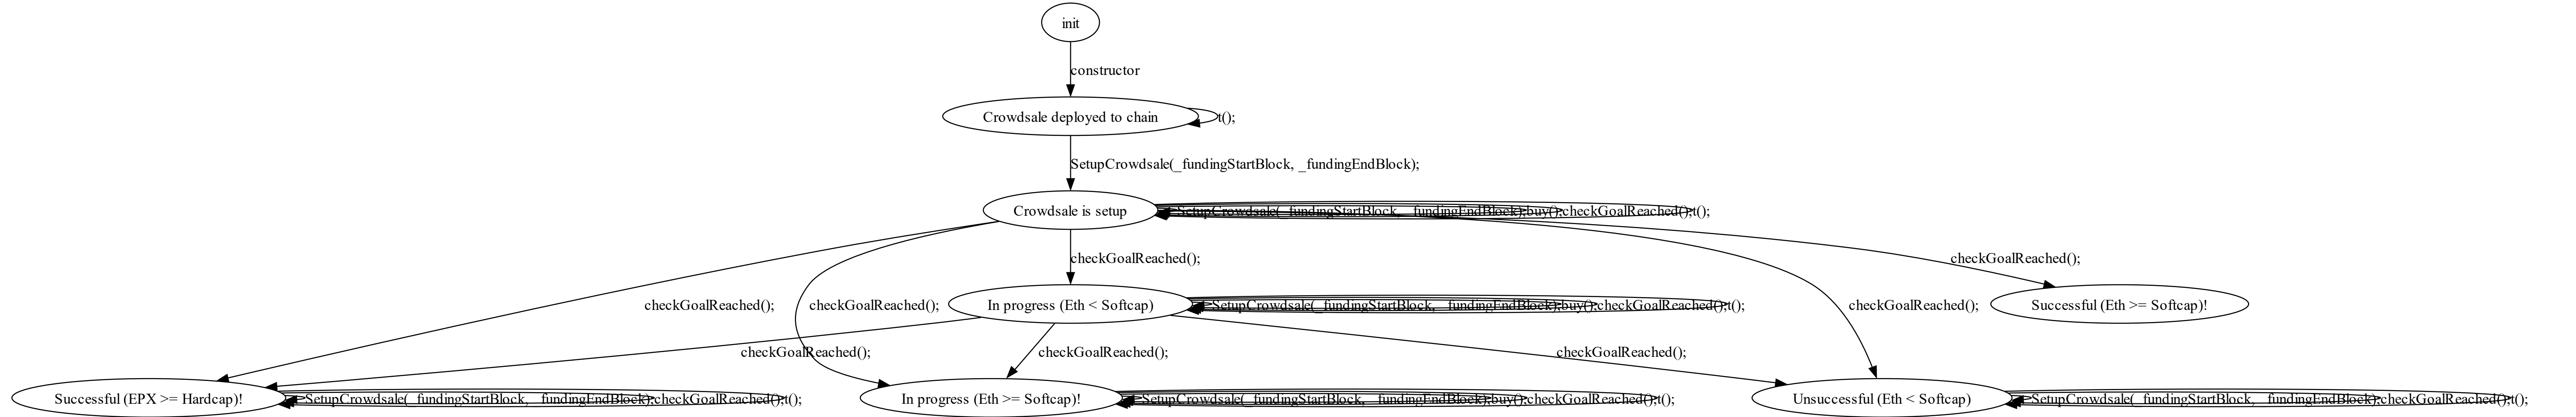 init
constructor
Crowdsale deployed to chain
t();
SetupCrowdsale(_fundingStartBlock, _fundingEndBlock);
Crowdsale is setup
SetupCrowdsale(_fundingStartBlock, _fundingEndBlock);
buy();
checkGoalReached();
t();
checkGoalReached();
checkGoalReached();
checkGoalReached();
checkGoalReached();
In progress (Eth < Softcap)
SetupCrowdsale(_fundingStartBlock, _fundingEndBlock);
buy();
checkGoalReached();
t();
checkGoalReached();
Successful (Eth >= Softcap)!
checkGoalReached();
checkGoalReached();
checkGoalReached();
Successful (EPX >= Hardcap)!
SetupCrowdsale(_fundingStartBlock, _fundingEndBlock);
checkGoalReached();
t();
In progress (Eth >= Softcap)!
SetupCrowdsale(_fundingStartBlock, _fundingEndBlock);
buy();
checkGoalReached();
t();
Unsuccessful (Eth < Softcap)
SetupCrowdsale(_fundingStartBlock, _fundingEndBlock);
checkGoalReached();
t();